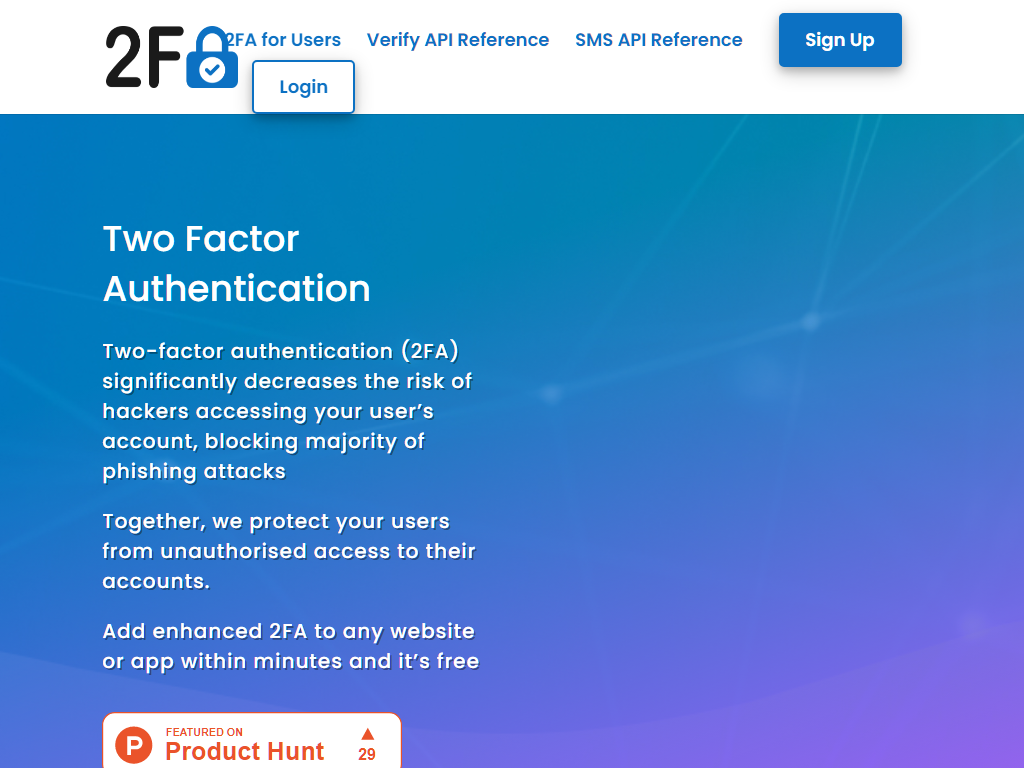 2FA
2FA for Users
Verify API Reference
SMS API Reference
Sign Up
Login
Two Factor
Authentication
Two-factor authentication (2FA)
significantly decreases the risk of
hackers accessing your user’s
account, blocking majority of
phishing attacks
Together, we protect your users
from unauthorised access to their
accounts.
Add enhanced 2FA to any website
or app within minutes and it’s free
P
FEATURED ON
Product Hunt
29